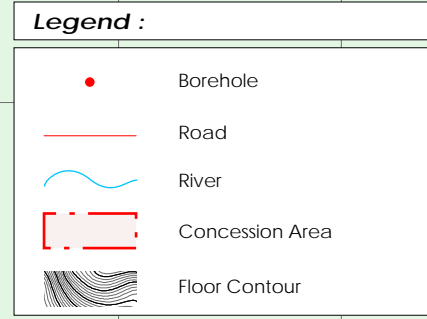 Legend :
Borehole
Road
River
Concession Area
Floor Contour